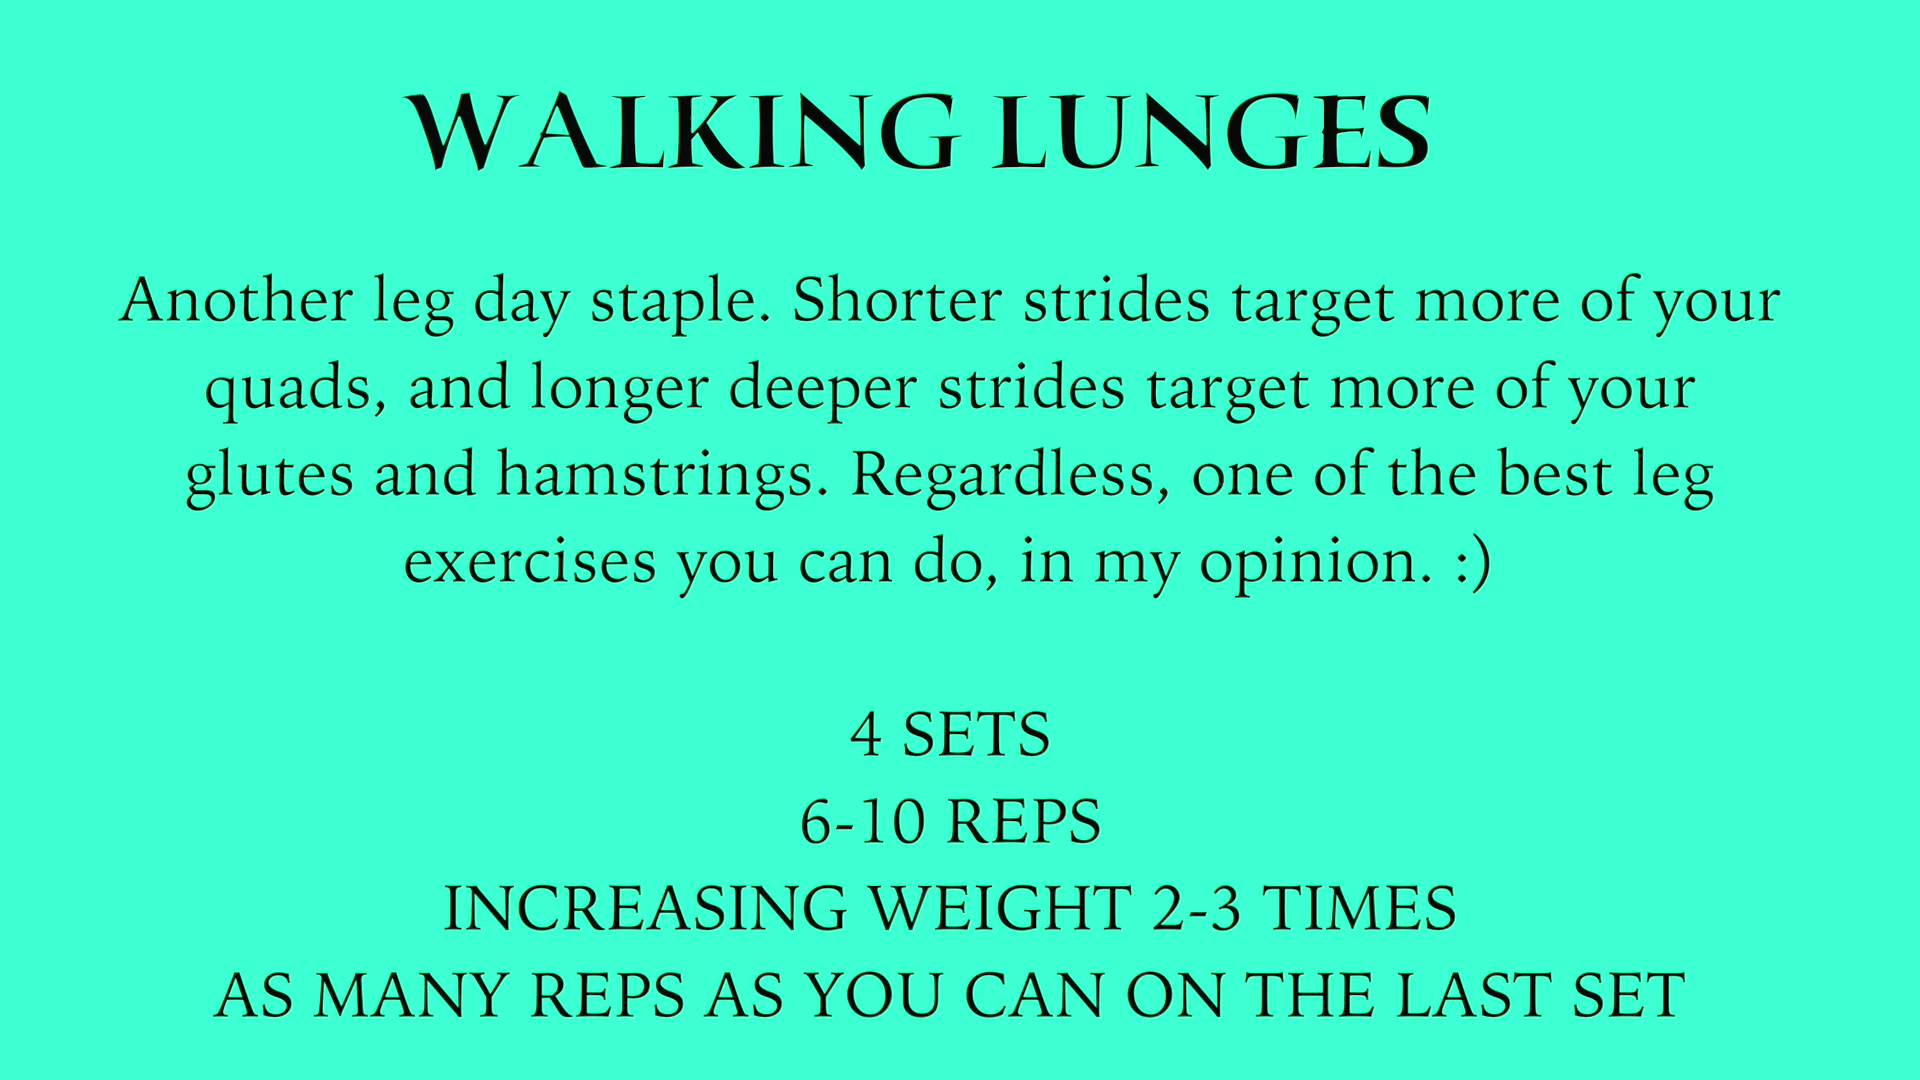 WALKING LUNGES
Another leg day staple. Shorter strides target more of your
quads, and longer deeper strides target more of your
glutes and hamstrings. Regardless, one of the best leg
exercises you can do, in my opinion. :)
4 SETS
6-10 REPS
INCREASING WEIGHT 2-3 TIMES
AS MANY REPS AS YOU CAN ON THE LAST SET